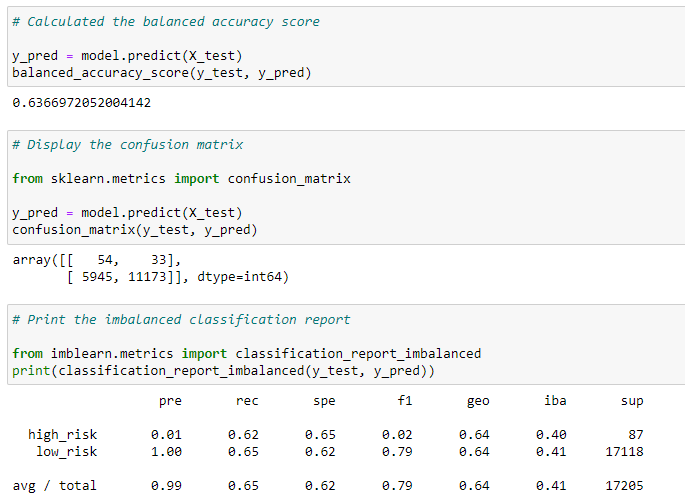 # Calculated the balanced accuracy score
y_pred = model.predict(X_test)
balanced_accuracy_score(y_test, y_pred)
0.6366972052004142
# Display the confusion matrix
from sklearn.metrics import confusion_matrix
y_pred = model.predict(X_test)
confusion_matrix(y_test, y_pred)
array([[   54,    33],
       [ 5945, 11173]], dtype=int64)
# Print the imbalanced classification report
from imblearn.metrics import classification_report_imbalanced
print(classification_report_imbalanced(y_test, y_pred))
                   pre       rec       spe        f1       geo       iba       sup
  high_risk       0.01      0.62      0.65      0.02      0.64      0.40        87
   low_risk       1.00      0.65      0.62      0.79      0.64      0.41     17118
avg / total       0.99      0.65      0.62      0.79      0.64      0.41     17205